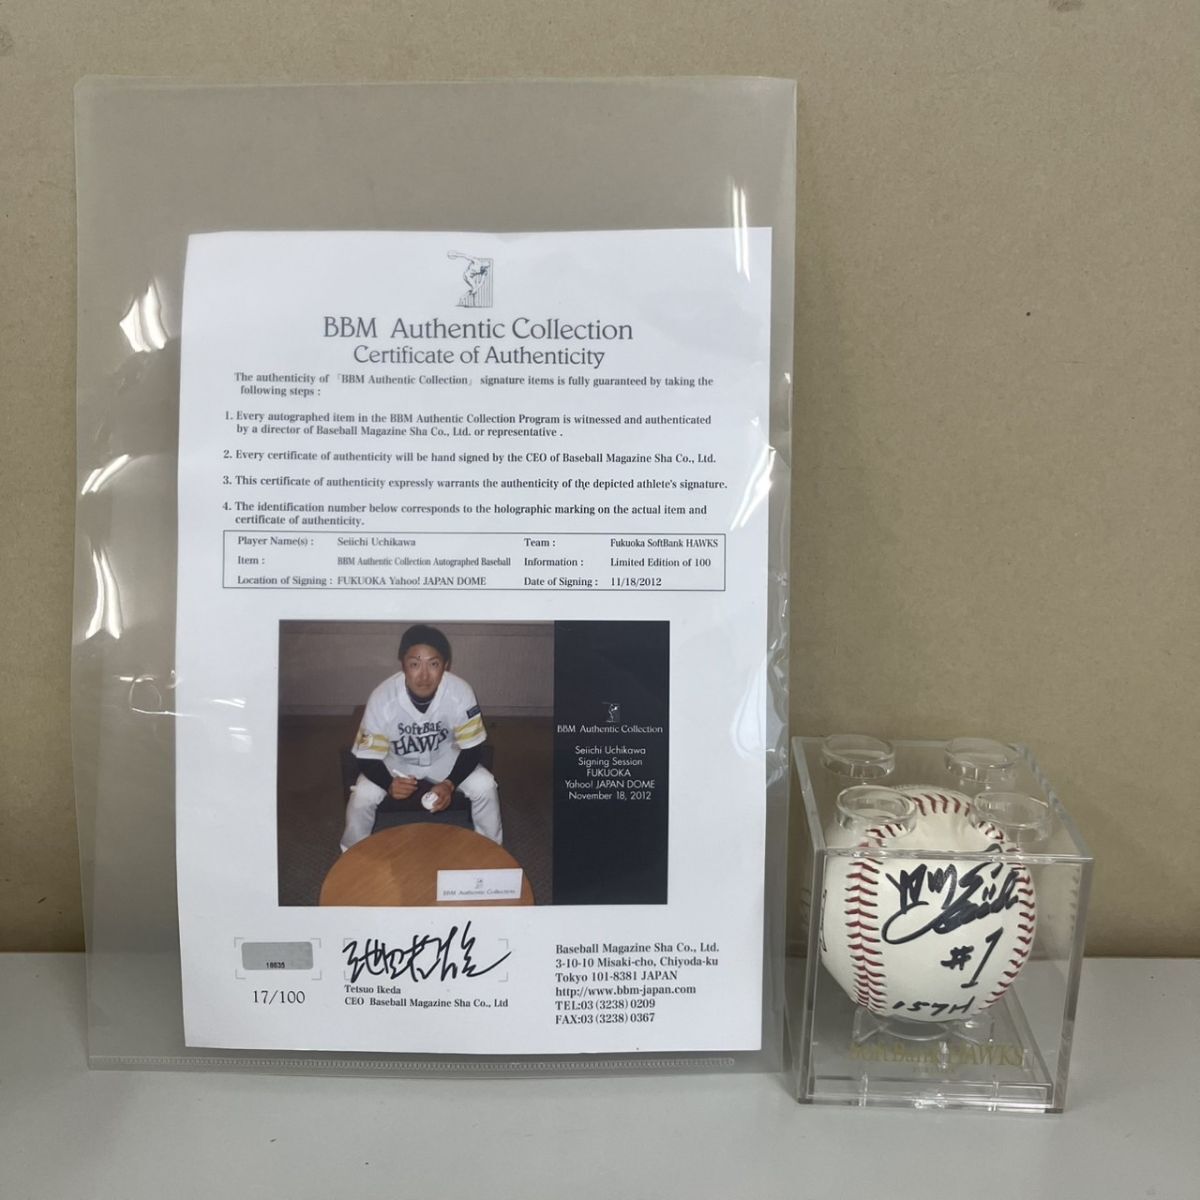 BBM Authentic Collection
Certificate of Authenticity
The authenticity of 「BBM Authentic Collection」 signature items is fully guaranteed by taking the
following steps :
1. Every autographed item in the BBM Authentic Collection Program is witnessed and authenticated
by a director of Baseball Magazine Sha Co., Ltd. or representative .
2. Every certificate of authenticity will be hand signed by the CEO of Baseball Magazine Sha Co., Ltd.
3. This certificate of authenticity expressly warrants the authenticity of the depicted athlete's signature.
4. The identification number below corresponds to the holographic marking on the actual item and
certificate of authenticity.
Player Name(s) : Seiichi Uchikawa Team : Fukuoka SoftBank HAWKS
Item : BBM Authentic Collection Autographed Baseball Information : Limited Edition of 100
Location of Signing : FUKUOKA Yahoo! JAPAN DOME Date of Signing : 11/18/2012
SoftBank
HAWKS
BBM Authentic Collection
BBM Authentic Collection
Seiichi Uchikawa
Signing Session
FUKUOKA
Yahoo! JAPAN DOME
November 18, 2012
18635
17/100
Tetsuo Ikeda
CEO Baseball Magazine Sha Co., Ltd
Baseball Magazine Sha Co., Ltd.
3-10-10 Misaki-cho, Chiyoda-ku
Tokyo 101-8381 JAPAN
http://www.bbm-japan.com
TEL:03 (3238) 0209
FAX:03 (3238) 0367
#1
157H
SoftBank HAWKS